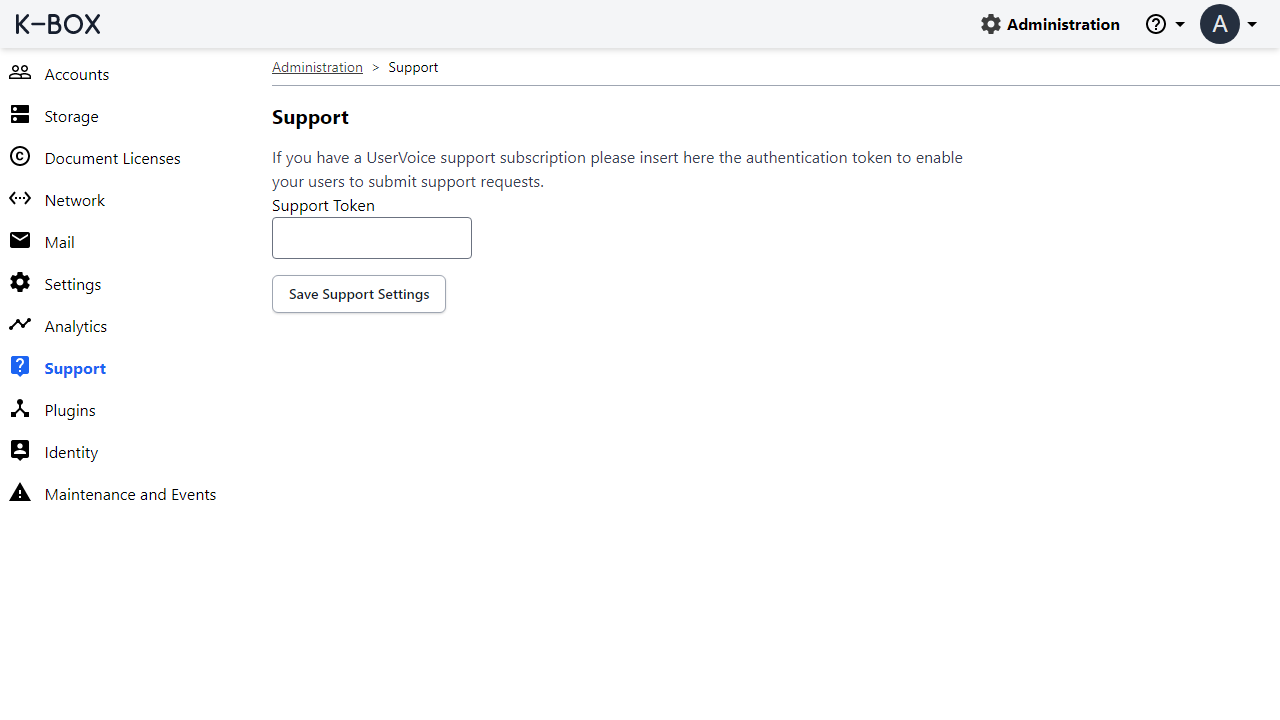 K-BOX
Administration
A
Accounts
Storage
Document Licenses
Network
Mail
Settings
Analytics
Support
Plugins
Identity
Maintenance and Events
Administration > Support
Support
If you have a UserVoice support subscription please insert here the authentication token to enable
your users to submit support requests.
Support Token
Save Support Settings